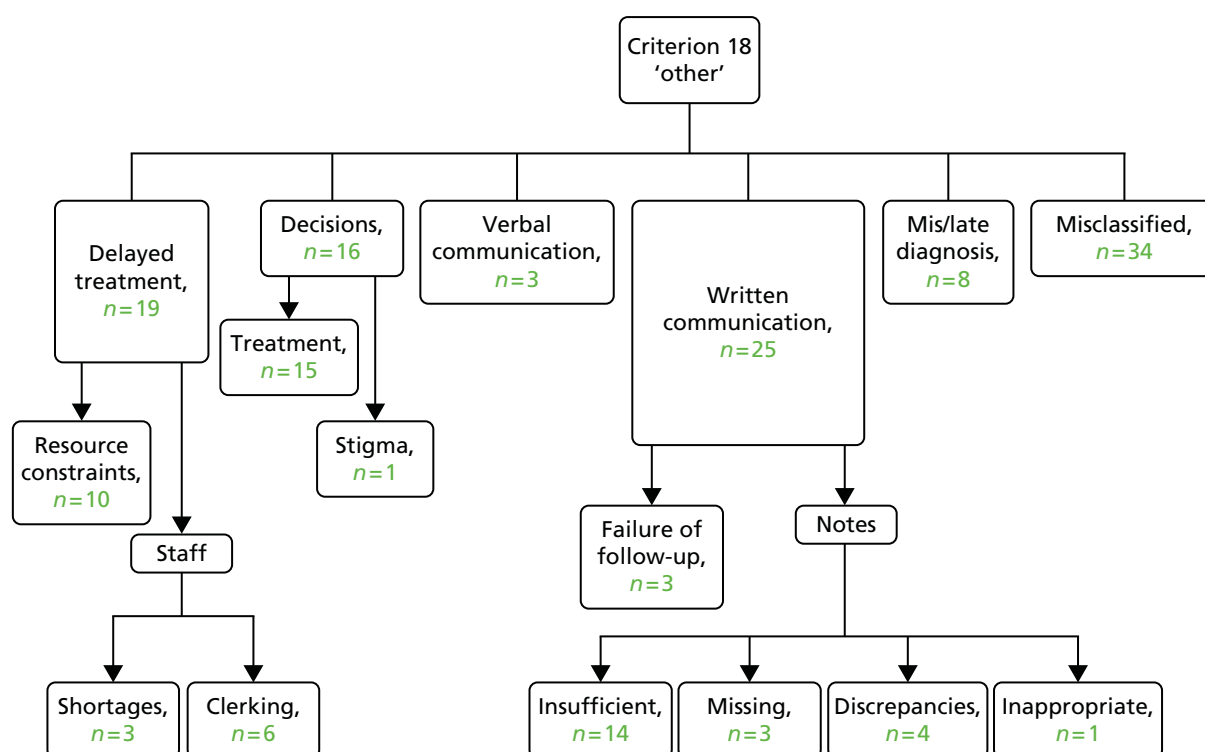 Criterion 18
‘other’
Delayed
treatment,
n=19
Decisions,
n=16
Verbal
communication,
n=3
Written
communication,
n=25
Mis/late
diagnosis,
n=8
Misclassified,
n=34
Treatment,
n=15
Resource
constraints,
n=10
Stigma,
n=1
Staff
Failure of
follow-up,
n=3
Notes
Shortages,
n=3
Clerking,
n=6
Insufficient,
n=14
Missing,
n=3
Discrepancies,
n=4
Inappropriate,
n=1